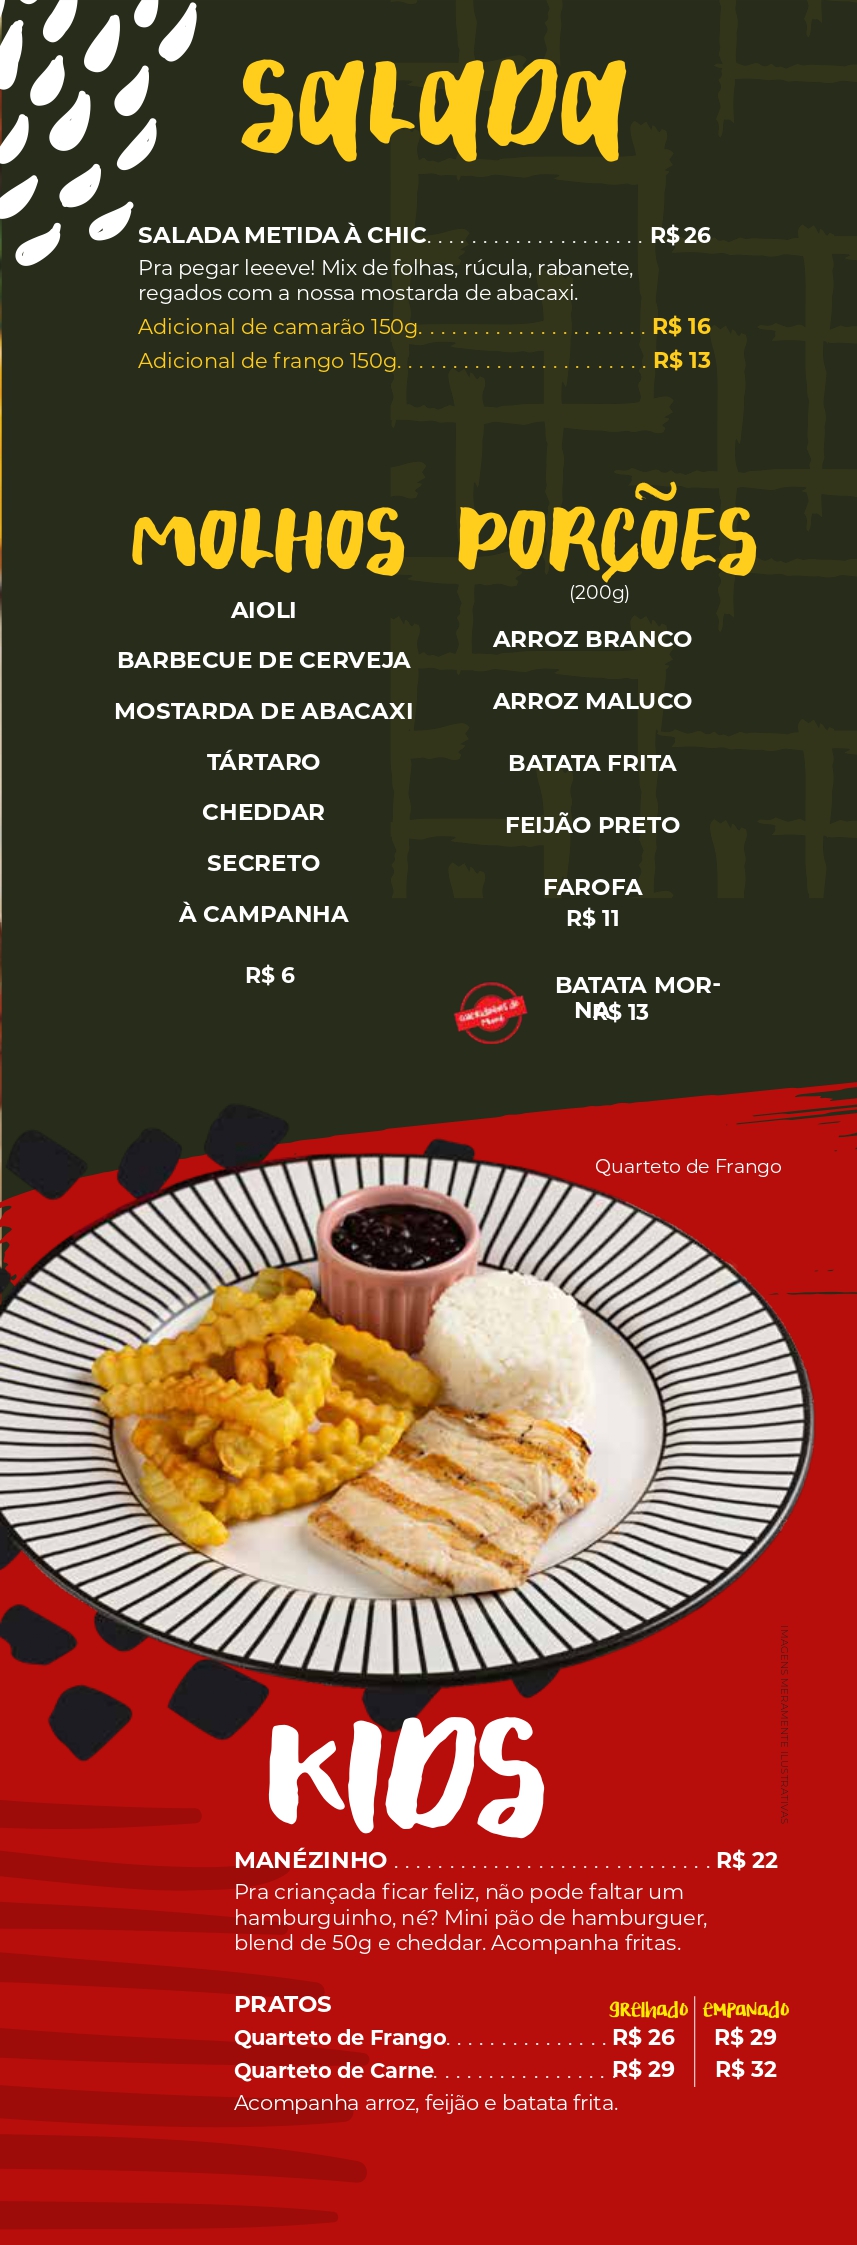 SALADA
SALADA METIDA À CHIC. . . . . . . . . . . . . . . . . . . . R$ 26
Pra pegar leeeve! Mix de folhas, rúcula, rabanete,
regados com a nossa mostarda de abacaxi.
Adicional de camarão 150g. . . . . . . . . . . . . . . . . . . . . R$ 16
Adicional de frango 150g. . . . . . . . . . . . . . . . . . . . . . . R$ 13
MOLHOS
AIOLI
BARBECUE DE CERVEJA
MOSTARDA DE ABACAXI
TÁRTARO
CHEDDAR
SECRETO
À CAMPANHA
R$ 6
PORÇÕES
(200g)
ARROZ BRANCO
ARROZ MALUCO
BATATA FRITA
FEIJÃO PRETO
FAROFA
R$ 11
BATATA MOR-
NA
R$ 13
Quarteto de Frango
IMAGENS MERAMENTE ILUSTRATIVAS
KIDS
MANÉZINHO . . . . . . . . . . . . . . . . . . . . . . . . . . . . . R$ 22
Pra criançada ficar feliz, não pode faltar um
hamburguinho, né? Mini pão de hamburguer,
blend de 50g e cheddar. Acompanha fritas.
PRATOS grelhado empanado
Quarteto de Frango. . . . . . . . . . . . . . . R$ 26 R$ 29
Quarteto de Carne. . . . . . . . . . . . . . . . . R$ 29 R$ 32
Acompanha arroz, feijão e batata frita.